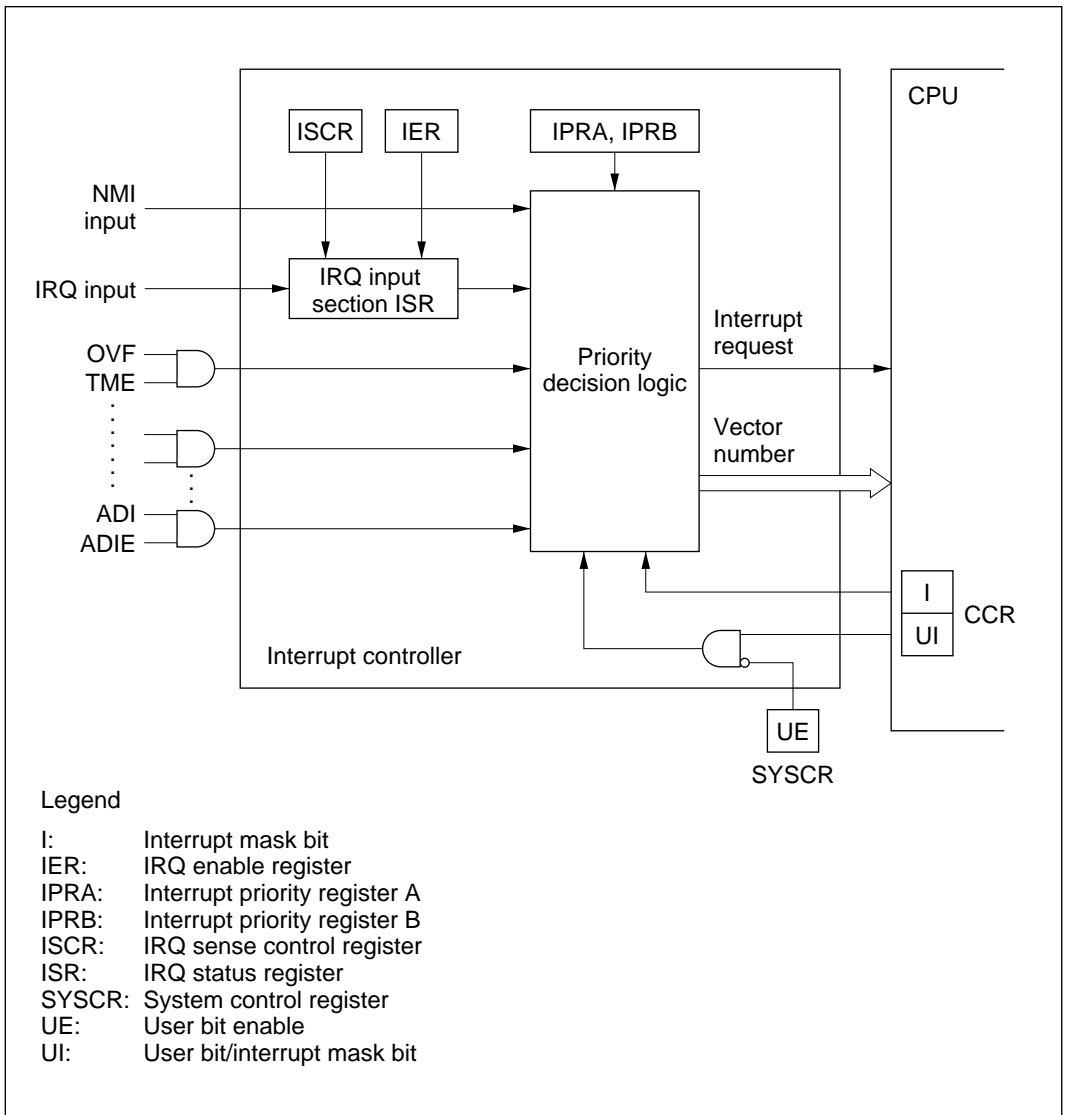 CPU
ISCR
IER
IPRA, IPRB
NMI
input
IRQ input
IRQ input
section ISR
OVF
TME
Priority
decision logic
Interrupt
request
Vector
number
ADI
ADIE
I
UI
CCR
Interrupt controller
UE
SYSCR
Legend
I: Interrupt mask bit
IER: IRQ enable register
IPRA: Interrupt priority register A
IPRB: Interrupt priority register B
ISCR: IRQ sense control register
ISR: IRQ status register
SYSCR: System control register
UE: User bit enable
UI: User bit/interrupt mask bit